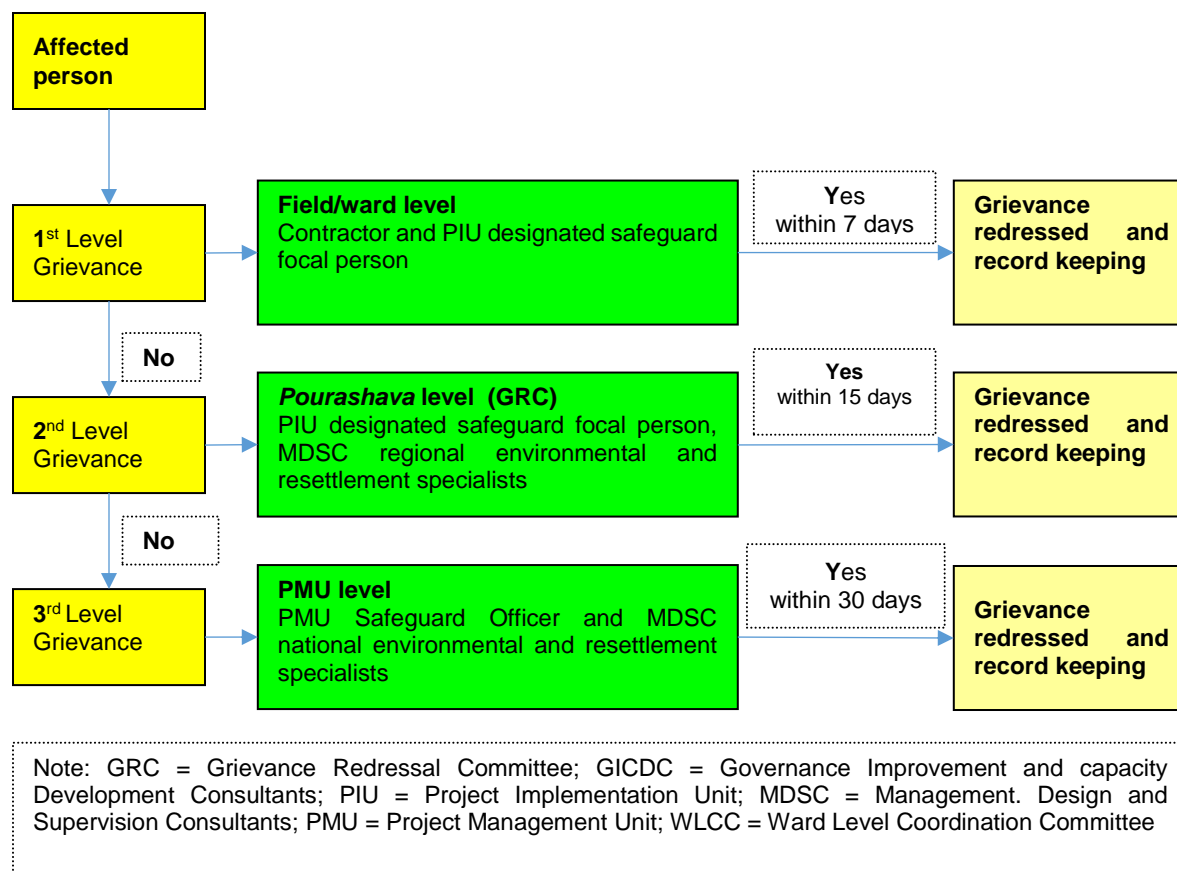 Affected
person
1st Level
Grievance
Field/ward level
Contractor and PIU designated safeguard
focal person
Yes
within 7 days
Grievance
redressed and
record keeping
No
2nd Level
Grievance
Pourashava level (GRC)
PIU designated safeguard focal person,
MDSC regional environmental and
resettlement specialists
Yes
within 15 days
Grievance
redressed and
record keeping
No
3rd Level
Grievance
PMU level
PMU Safeguard Officer and MDSC
national environmental and resettlement
specialists
Yes
within 30 days
Grievance
redressed and
record keeping
Note: GRC = Grievance Redressal Committee; GICDC = Governance Improvement and capacity
Development Consultants; PIU = Project Implementation Unit; MDSC = Management. Design and
Supervision Consultants; PMU = Project Management Unit; WLCC = Ward Level Coordination Committee